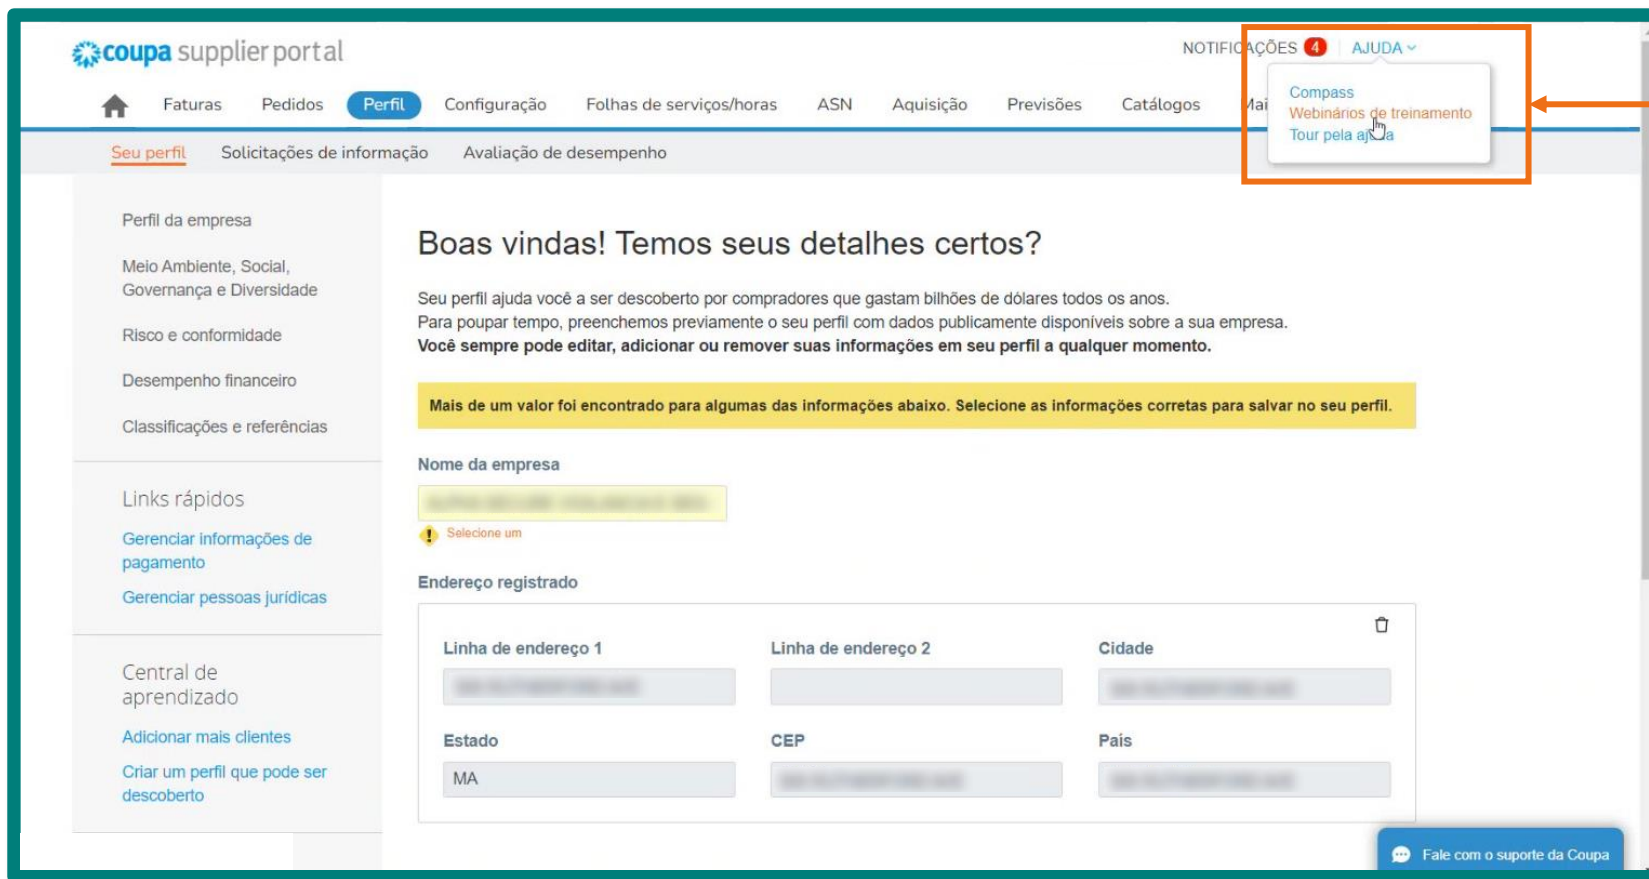 coupa supplier portal
NOTIFICAÇÕES 4 AJUDA
Faturas Pedidos Perfil Configuração Folhas de serviços/horas ASN Aquisição Previsões Catálogos Mai
Compass
Webinários de treinamento
Tour pela ajuda
Seu perfil Solicitações de informação Avaliação de desempenho
Perfil da empresa
Meio Ambiente, Social,
Governança e Diversidade
Risco e conformidade
Desempenho financeiro
Classificações e referências
Links rápidos
Gerenciar informações de
pagamento
Gerenciar pessoas jurídicas
Central de
aprendizado
Adicionar mais clientes
Criar um perfil que pode ser
descoberto
Boas vindas! Temos seus detalhes certos?
Seu perfil ajuda você a ser descoberto por compradores que gastam bilhões de dólares todos os anos.
Para poupar tempo, preenchemos previamente o seu perfil com dados publicamente disponíveis sobre a sua empresa.
Você sempre pode editar, adicionar ou remover suas informações em seu perfil a qualquer momento.
Mais de um valor foi encontrado para algumas das informações abaixo. Selecione as informações corretas para salvar no seu perfil.
Nome da empresa
Selecione um
Endereço registrado
Linha de endereço 1 Linha de endereço 2 Cidade
Estado CEP País
MA
Fale com o suporte da Coupa